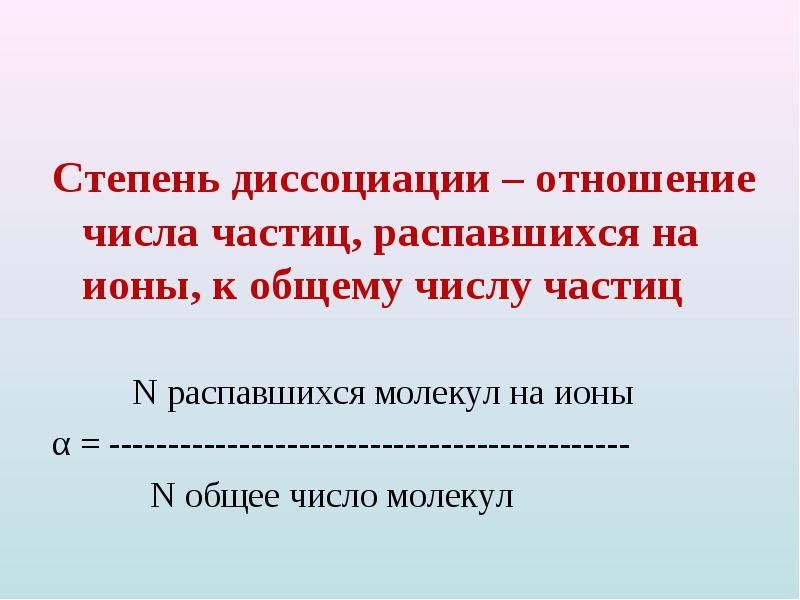 Степень диссоциации – отношение
числа частиц, распавшихся на
ионы, к общему числу частиц
N распавшихся молекул на ионы
α = --------------------------------------------
N общее число молекул